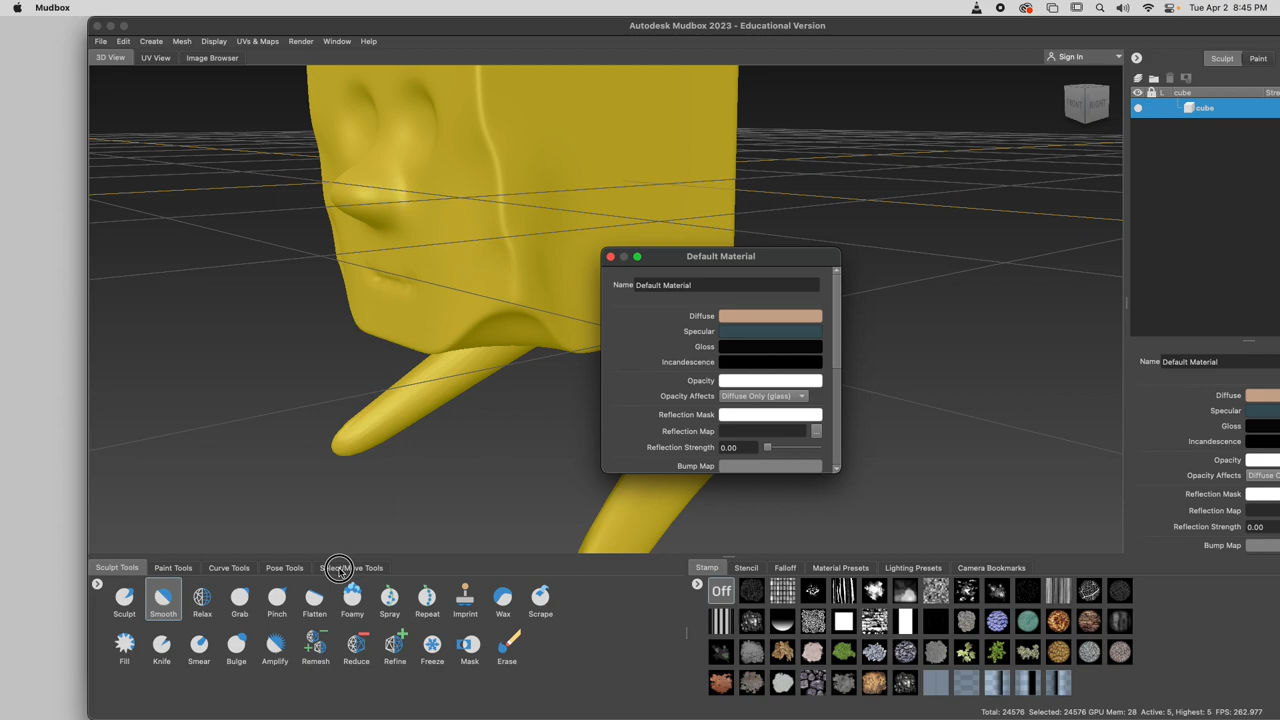 Mudbox
Tue Apr 2 8:45 PM
Autodesk Mudbox 2023 - Educational Version
File Edit Create Mesh Display UVs & Maps Render Window Help
3D View UV View Image Browser
Sign In
Sculpt Paint
L cube Stre
cube
FRONT RIGHT
Default Material
Name Default Material
Diffuse
Specular
Gloss
Incandescence
Opacity
Opacity Affects Diffuse Only (glass)
Reflection Mask
Reflection Map ...
Reflection Strength 0.00
Bump Map
Name Default Material
Diffuse
Specular
Gloss
Incandescence
Opacity
Opacity Affects Diffuse O
Reflection Mask
Reflection Map
Reflection Strength 0.00
Bump Map
Sculpt Tools Paint Tools Curve Tools Pose Tools Select/Move Tools
Sculpt Smooth Relax Grab Pinch Flatten Foamy Spray Repeat Imprint Wax Scrape
Fill Knife Smear Bulge Amplify Remesh Reduce Refine Freeze Mask Erase
Stamp Stencil Falloff Material Presets Lighting Presets Camera Bookmarks
Off
Total: 24576 Selected: 24576 GPU Mem: 28 Active: 5, Highest: 5 FPS: 262.977